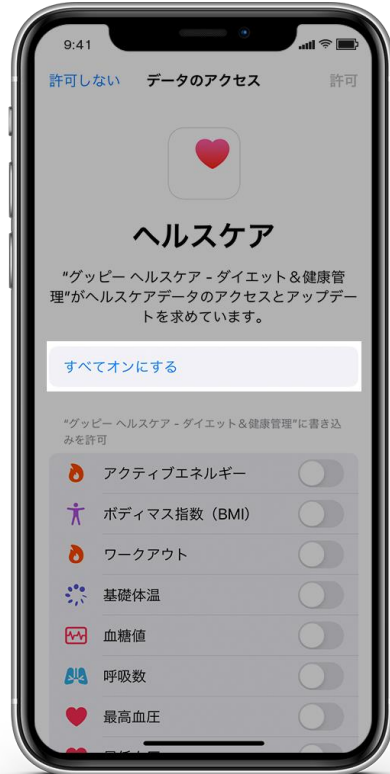 9:41
許可しない データのアクセス 許可
ヘルスケア
“グッピー ヘルスケア - ダイエット＆健康管
理”がヘルスケアデータのアクセスとアップデー
トを求めています。
すべてオンにする
“グッピー ヘルスケア - ダイエット＆健康管理”に書き込
みを許可
アクティブエネルギー
ボディマス指数（BMI）
ワークアウト
基礎体温
血糖値
呼吸数
最高血圧